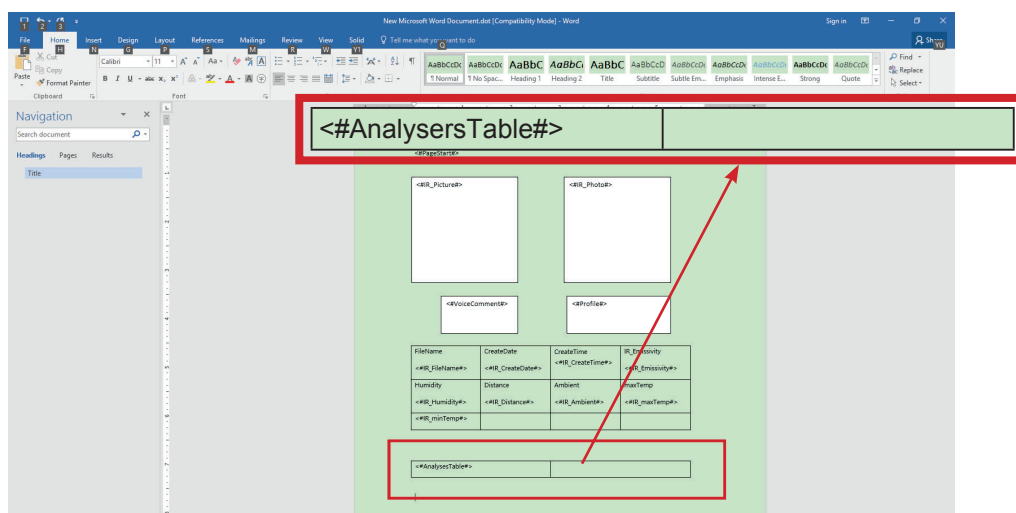 New Microsoft Word Document.dot [Compatibility Mode] - Word
Sign in
1 2 3
File Home Insert Design Layout References Mailings Review View Solid Tell me what you want to do
Share
F H N G P S M R W Y1 Q YU
Cut
Copy
Format Painter
Paste
Clipboard
Calibri 11
Font
AaBbCcDc AaBbCcDc AaBbC AaBbCc AaBbC AaBbCcD AaBbCcDc AaBbCcDc AaBbCcDc AaBbCcDc AaBbCcDc
¶ Normal ¶ No Spac... Heading 1 Heading 2 Title Subtitle Subtle Em... Emphasis Intense E... Strong Quote
Find
Replace
Select
Navigation
Search document
Headings Pages Results
Title
<#AnalysersTable#>
<#PageStart#>
<#IR_Picture#> <#IR_Photo#>
<#VoiceComment#> <#Profile#>
FileName CreateDate CreateTime IR_Emissivity
<#IR_FileName#> <#IR_CreateDate#> <#IR_CreateTime#> <#IR_Emissivity#>
Humidity Distance Ambient maxTemp
<#IR_Humidity#> <#IR_Distance#> <#IR_Ambient#> <#IR_maxTemp#>
<#IR_minTemp#>
<#AnalysesTable#>